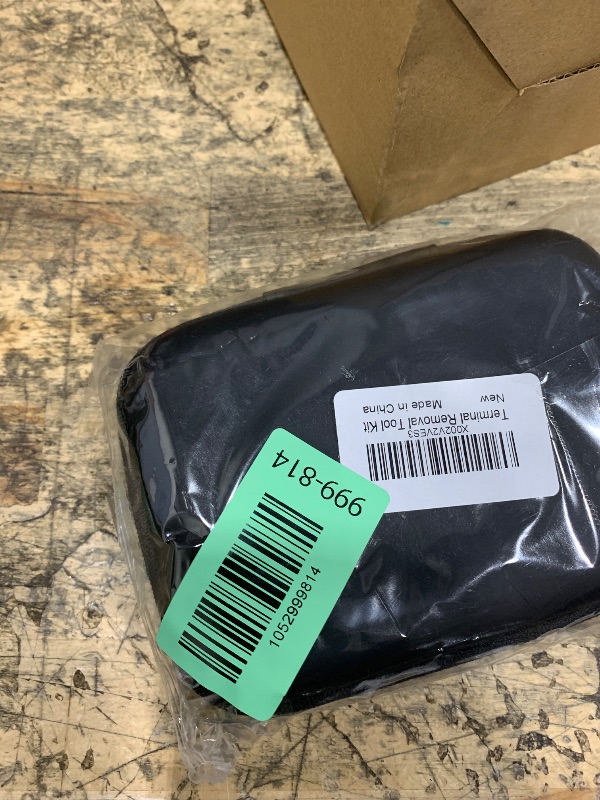 X002V2VES3
Terminal Removal Tool Kit
Made in China
New
999-814
1052999814